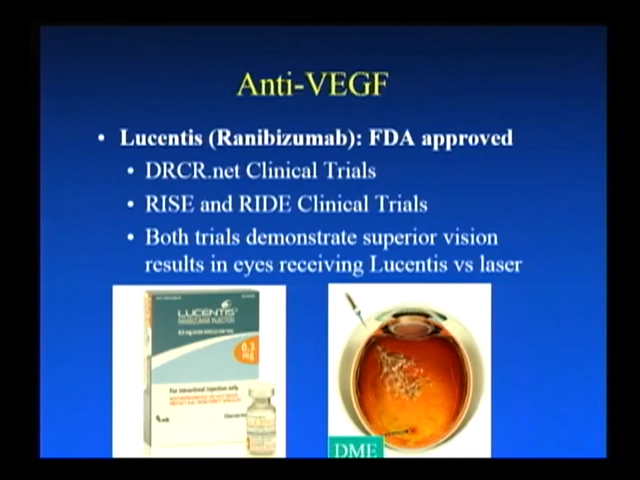 Anti-VEGF
• Lucentis (Ranibizumab): FDA approved
• DRCR.net Clinical Trials
• RISE and RIDE Clinical Trials
• Both trials demonstrate superior vision
results in eyes receiving Lucentis vs laser
LUCENTIS
RANIBIZUMAB INJECTION
0.3
mg
For intravitreal injection only
DME